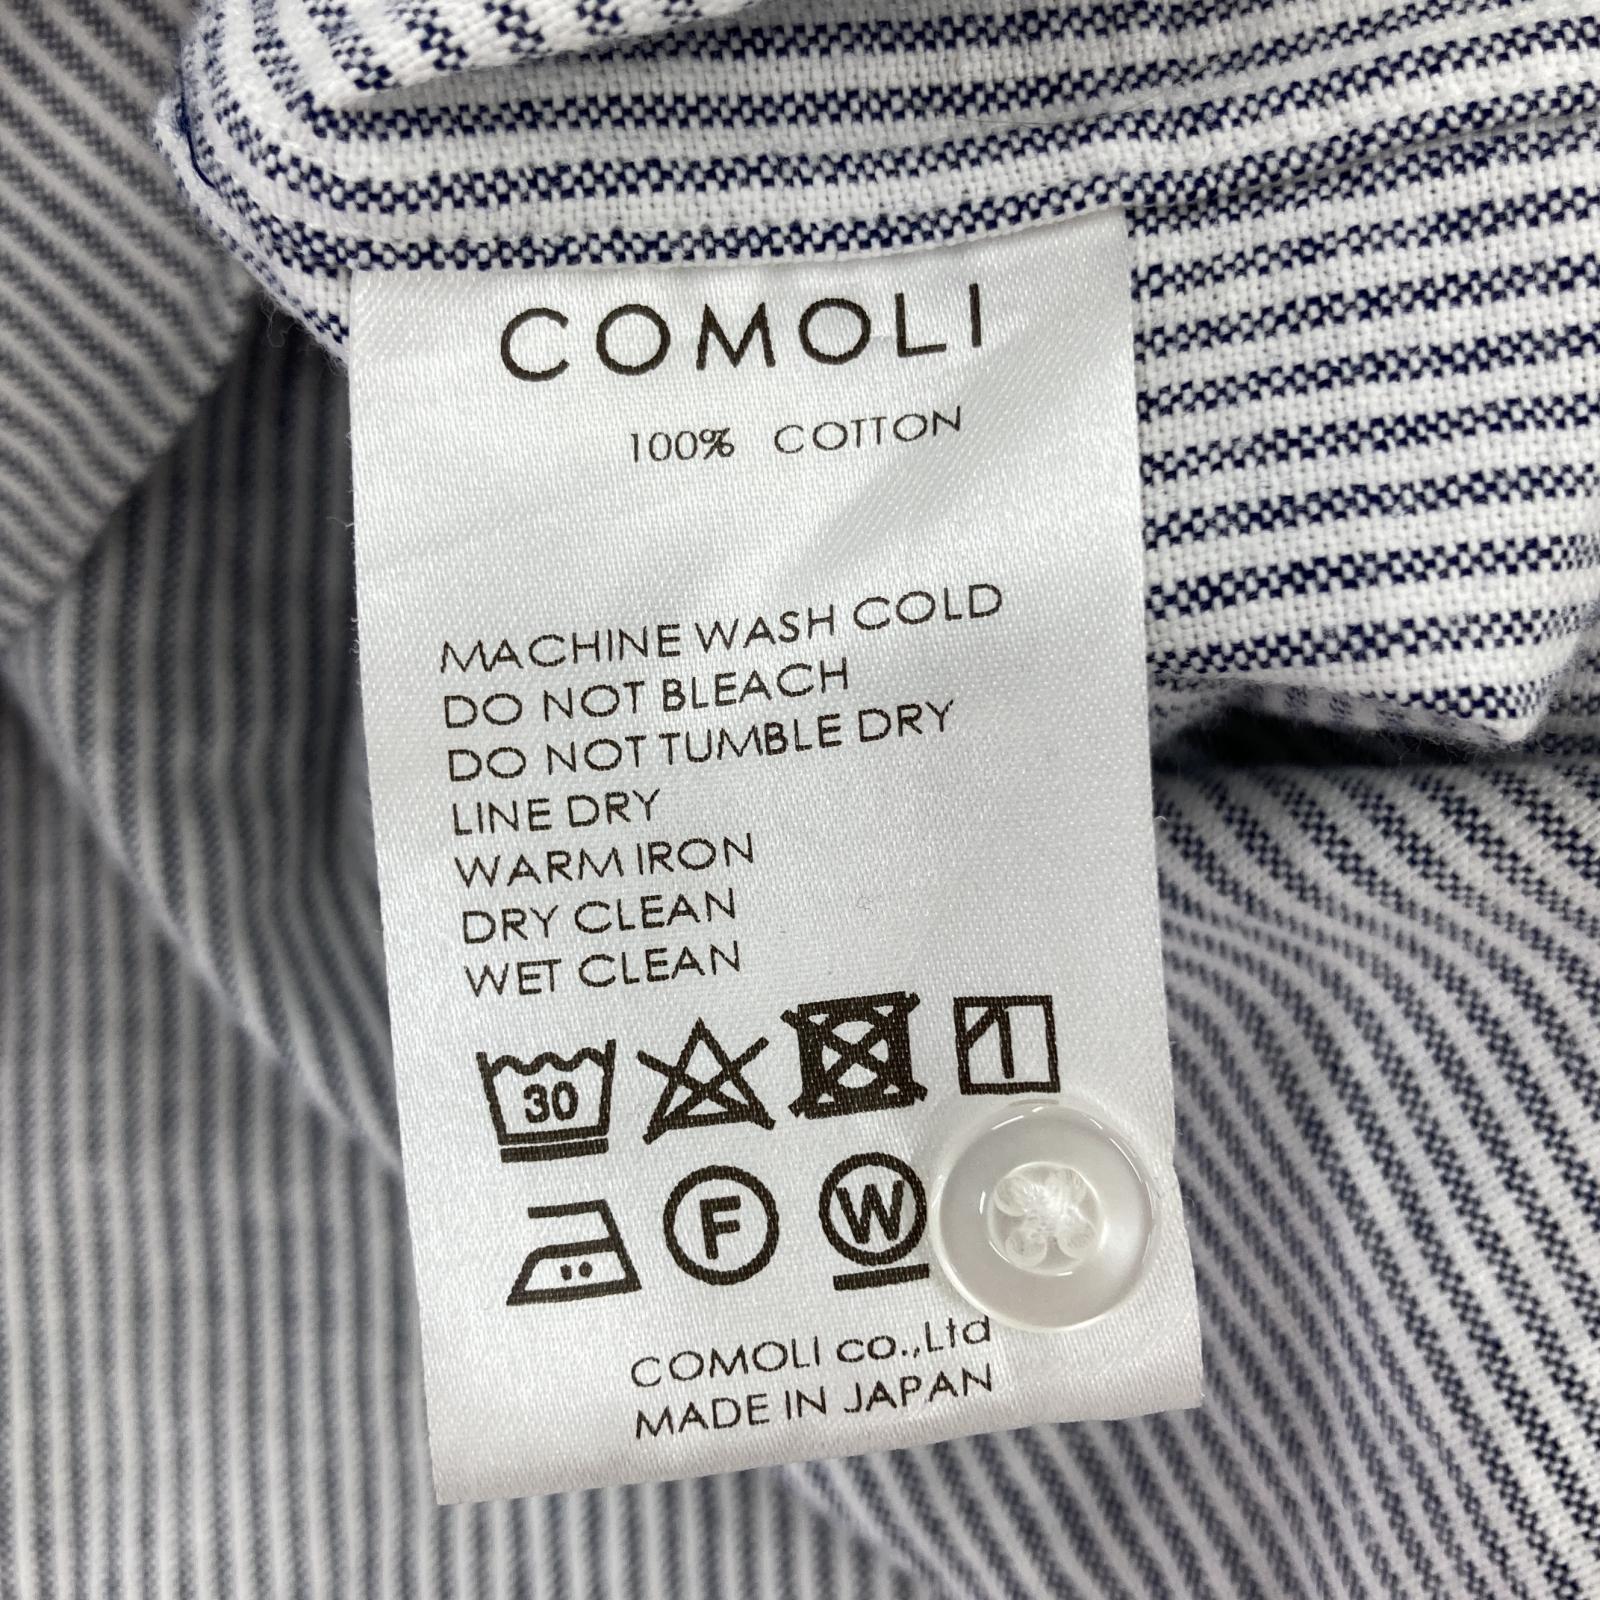 COMOLI
100% COTTON
MACHINE WASH COLD
DO NOT BLEACH
DO NOT TUMBLE DRY
LINE DRY
WARM IRON
DRY CLEAN
WET CLEAN
30
F W
COMOLI co.,Ltd
MADE IN JAPAN